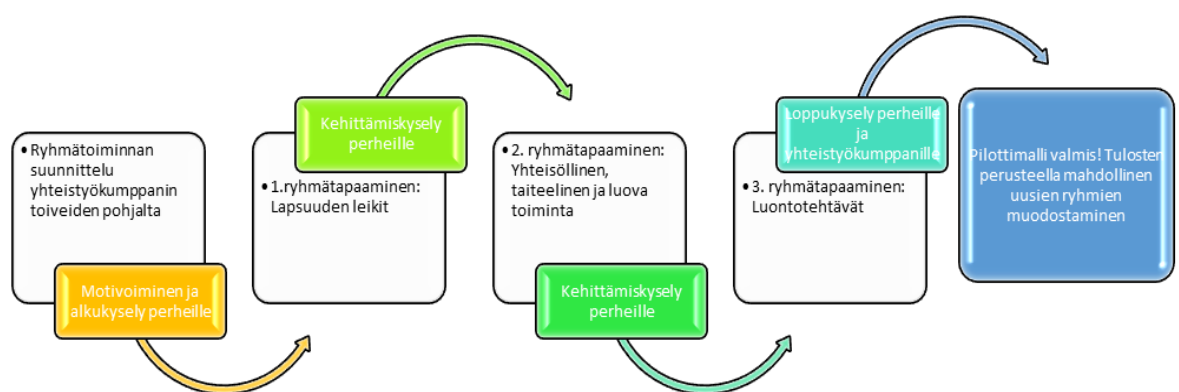 • Ryhmätoiminnan
suunnittelu
yhteistyökumppanin
toiveiden pohjalta
Motivoiminen ja
alkukysely perheille
Kehittämiskysely
perheille
• 1.ryhmätapaaminen:
Lapsuuden leikit
• 2. ryhmätapaaminen:
Yhteisöllinen,
taiteellinen ja luova
toiminta
Kehittämiskysely
perheille
Loppukysely perheille
ja
yhteistyökumppanille
• 3. ryhmätapaaminen:
Luontotehtävät
Pilottimalli valmis! Tuloster
perusteella mahdollinen
uusien ryhmien
muodostaminen